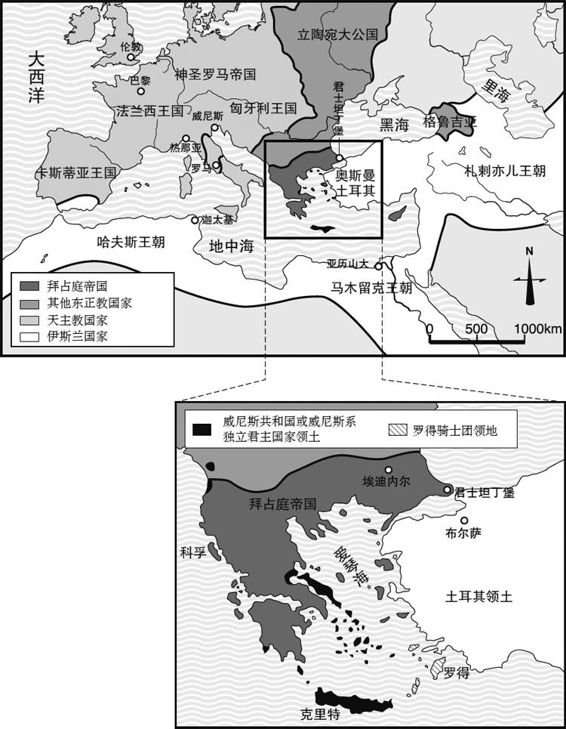 大西洋
伦敦
巴黎
神圣罗马帝国
立陶宛大公国
法兰西王国
威尼斯
匈牙利王国
君士坦丁堡
黑海
里海
格鲁吉亚
热那亚
罗马
卡斯蒂亚王国
奥斯曼
土耳其
札剌亦儿王朝
迦太基
哈夫斯王朝
地中海
亚历山大
马木留克王朝
N
拜占庭帝国
其他东正教国家
天主教国家
伊斯兰国家
0 500 1000km
威尼斯共和国或威尼斯系
独立君主国家领土
罗得骑士团领地
埃迪内尔
拜占庭帝国
君士坦丁堡
布尔萨
科孚
爱琴海
土耳其领土
罗得
克里特